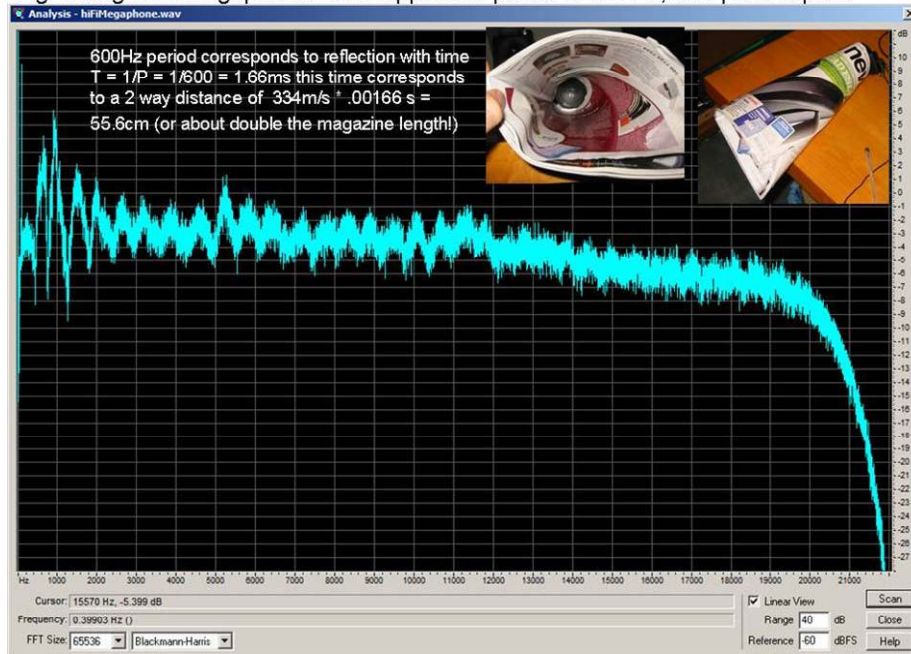 Analysis - hiFiMegaphone.wav
600Hz period corresponds to reflection with time
T = 1/P = 1/600 = 1.66ms this time corresponds
to a 2 way distance of 334m/s * .00166 s =
55.6cm (or about double the magazine length!)
ney
dB
-10
-9
-8
-7
-6
-5
-4
-3
-2
-1
-0
-1
-2
-3
-4
-5
-6
-7
-8
-9
-10
-11
-12
-13
-14
-15
-16
-17
-18
-19
-20
-21
-22
-23
-24
-25
-26
-27
Hz 1000 2000 3000 4000 5000 6000 7000 8000 9000 10000 11000 12000 13000 14000 15000 16000 17000 18000 19000 20000 21000
Cursor: 15570 Hz, -5.399 dB
Linear View Scan
Frequency: 0.39903 Hz ()
Range 40 dB Close
FFT Size: 65536 Blackmann-Harris
Reference -60 dBFS Help